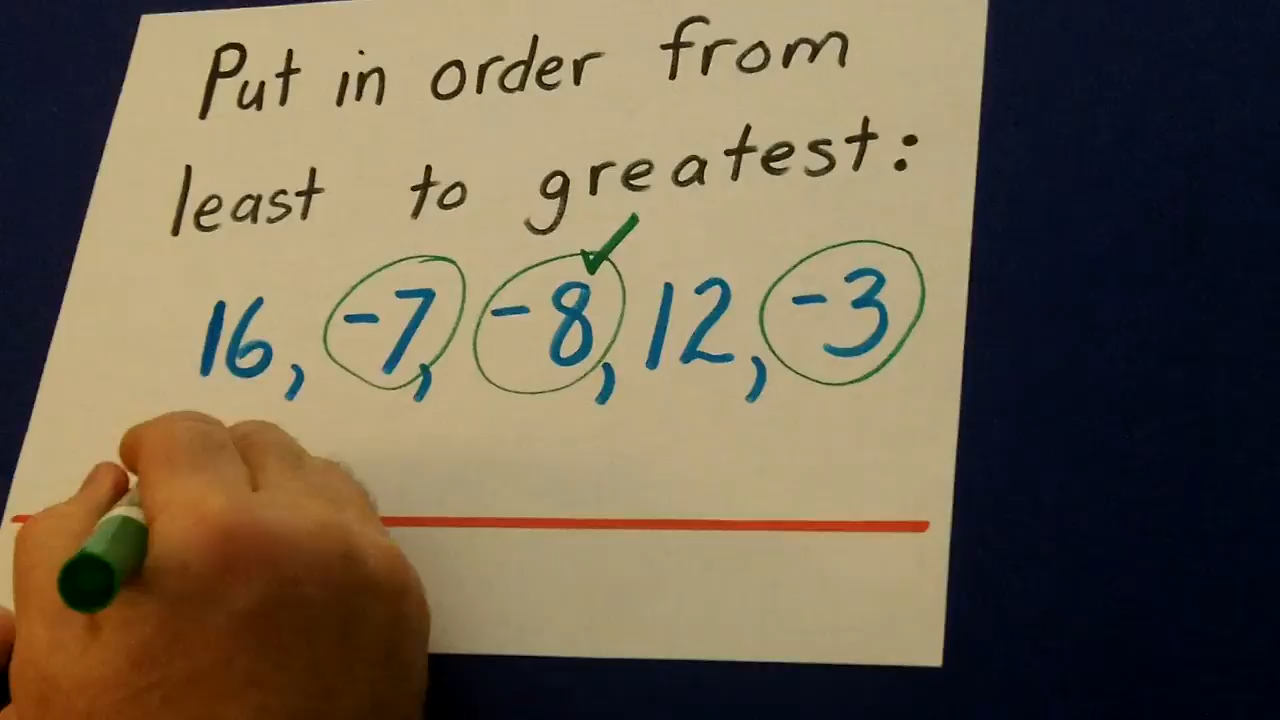 Put in order from
least to greatest:
16, -7, -8, 12, -3